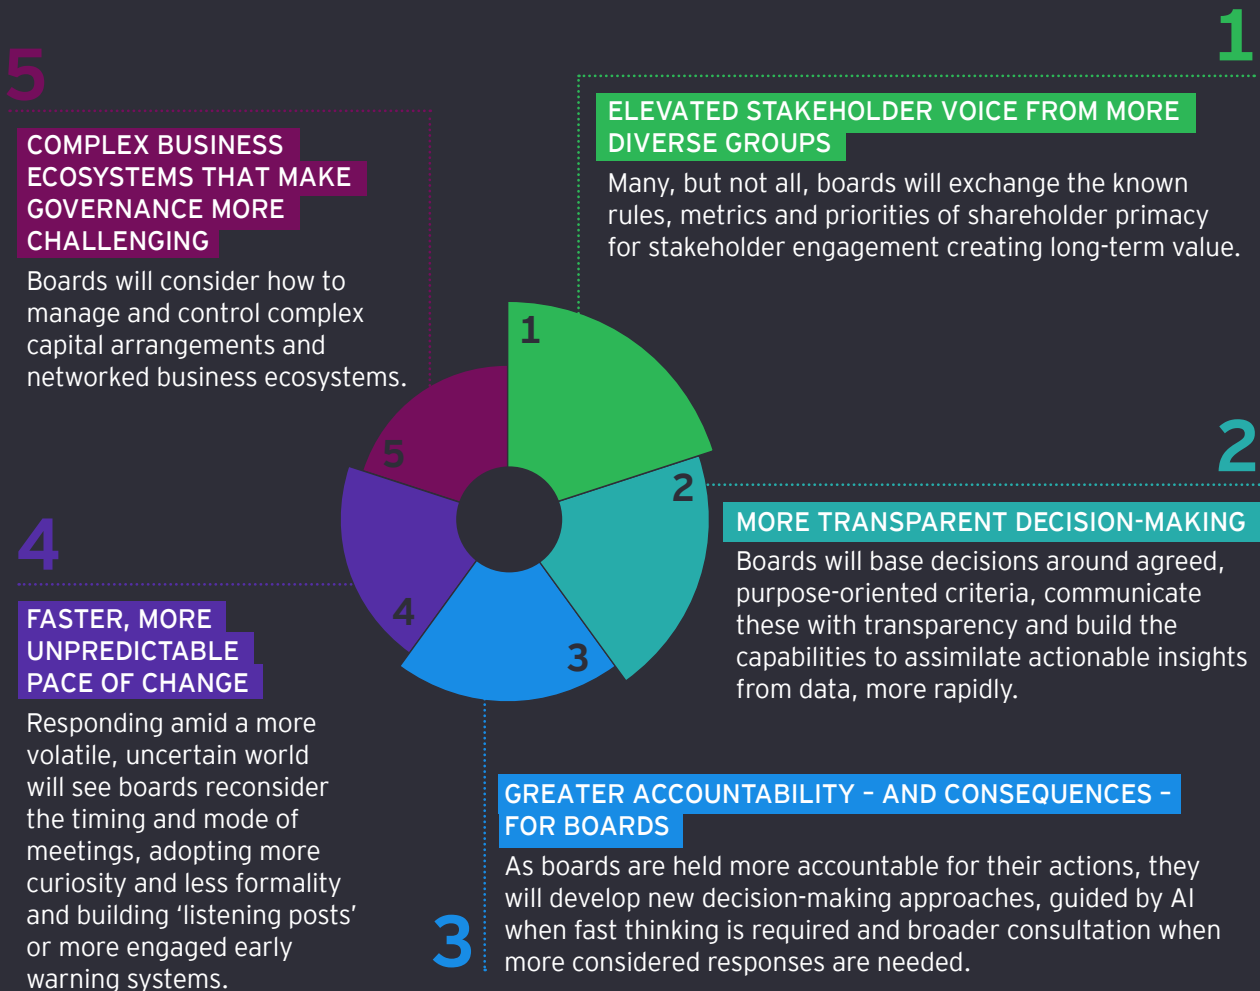 1
ELEVATED STAKEHOLDER VOICE FROM MORE
DIVERSE GROUPS
Many, but not all, boards will exchange the known
rules, metrics and priorities of shareholder primacy
for stakeholder engagement creating long-term value.
2
MORE TRANSPARENT DECISION-MAKING
Boards will base decisions around agreed,
purpose-oriented criteria, communicate
these with transparency and build the
capabilities to assimilate actionable insights
from data, more rapidly.
3
GREATER ACCOUNTABILITY – AND CONSEQUENCES –
FOR BOARDS
As boards are held more accountable for their actions, they
will develop new decision-making approaches, guided by AI
when fast thinking is required and broader consultation when
more considered responses are needed.
4
FASTER, MORE
UNPREDICTABLE
PACE OF CHANGE
Responding amid a more
volatile, uncertain world
will see boards reconsider
the timing and mode of
meetings, adopting more
curiosity and less formality
and building ‘listening posts’
or more engaged early
warning systems.
5
COMPLEX BUSINESS
ECOSYSTEMS THAT MAKE
GOVERNANCE MORE
CHALLENGING
Boards will consider how to
manage and control complex
capital arrangements and
networked business ecosystems.
1
2
3
4
5